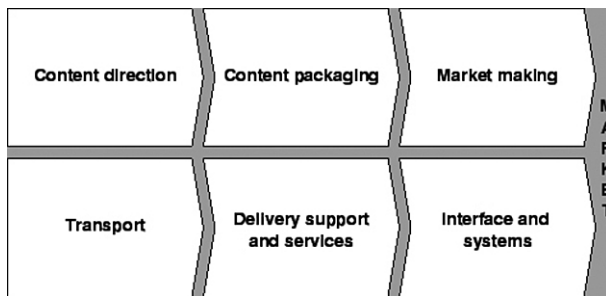 Content direction
Content packaging
Market making
Transport
Delivery support
and services
Interface and
systems
M
A
R
K
E
T